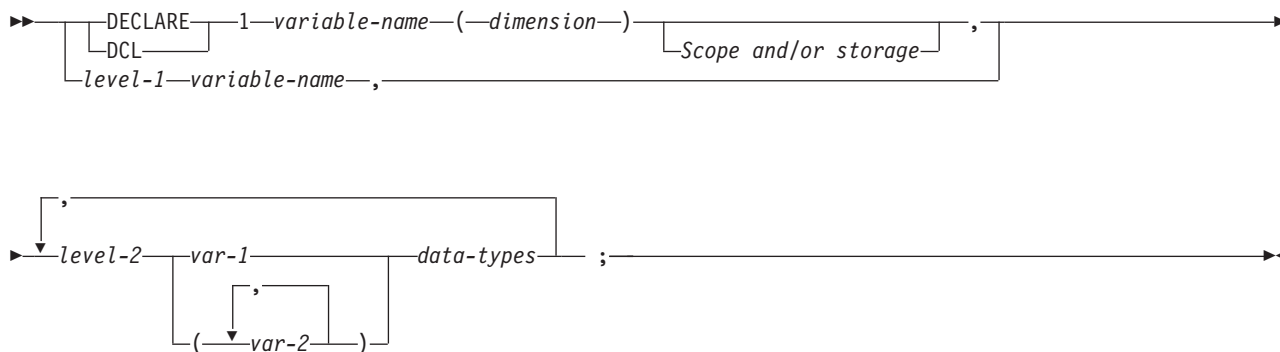 DECLARE 1 variable-name ( dimension ) ,
DCL Scope and/or storage
level-1 variable-name ,
,
level-2 var-1 data-types ;
,
( var-2 )